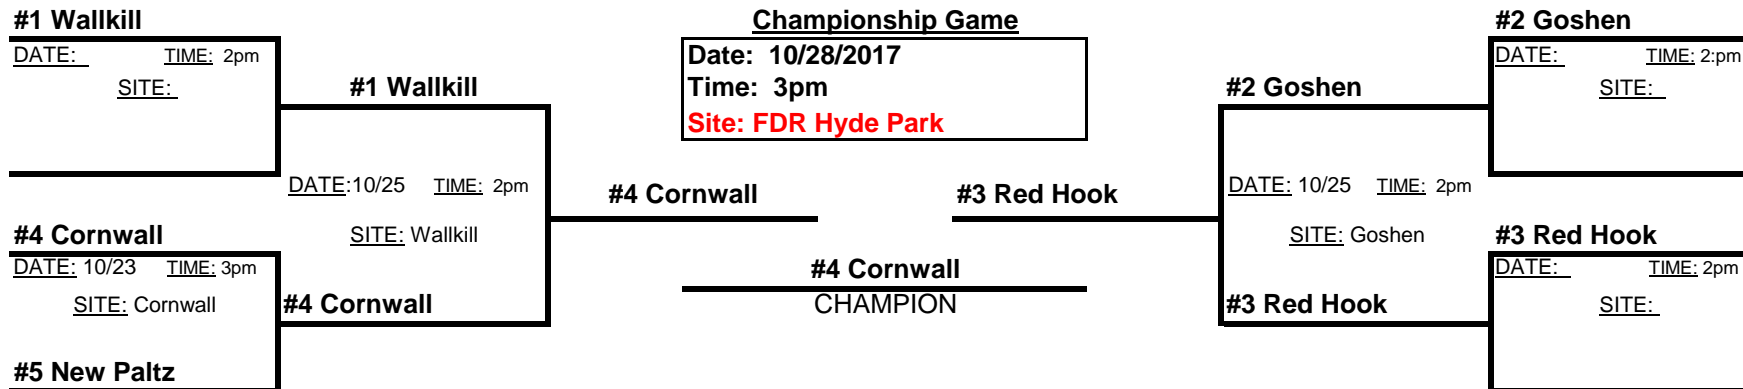 #1 Wallkill
DATE: TIME: 2pm
SITE:
#1 Wallkill
DATE:10/25 TIME: 2pm
SITE: Wallkill
#4 Cornwall
DATE: 10/23 TIME: 3pm
SITE: Cornwall
#4 Cornwall
#5 New Paltz
#4 Cornwall
Championship Game
Date: 10/28/2017
Time: 3pm
Site: FDR Hyde Park
#4 Cornwall
CHAMPION
#3 Red Hook
#2 Goshen
DATE: 10/25 TIME: 2pm
SITE: Goshen
#3 Red Hook
#2 Goshen
DATE: TIME: 2:pm
SITE:
#3 Red Hook
DATE: TIME: 2pm
SITE: